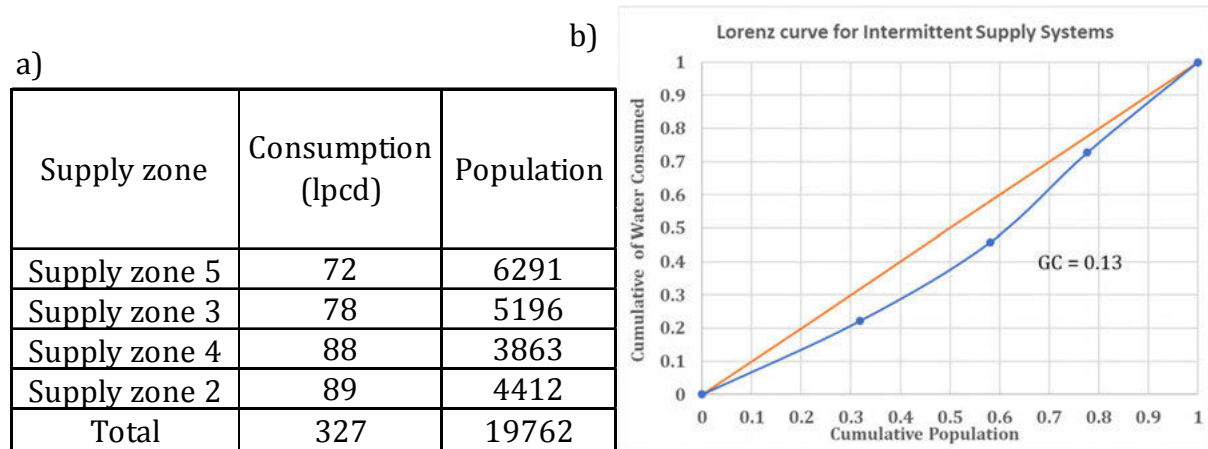 a)
Supply zone Consumption (lpcd) Population
Supply zone 5 72 6291
Supply zone 3 78 5196
Supply zone 4 88 3863
Supply zone 2 89 4412
Total 327 19762
b)
Lorenz curve for Intermittent Supply Systems
Cumulative of Water Consumed
1
0.9
0.8
0.7
0.6
0.5
0.4
0.3
0.2
0.1
0
GC = 0.13
0 0.1 0.2 0.3 0.4 0.5 0.6 0.7 0.8 0.9 1
Cumulative Population